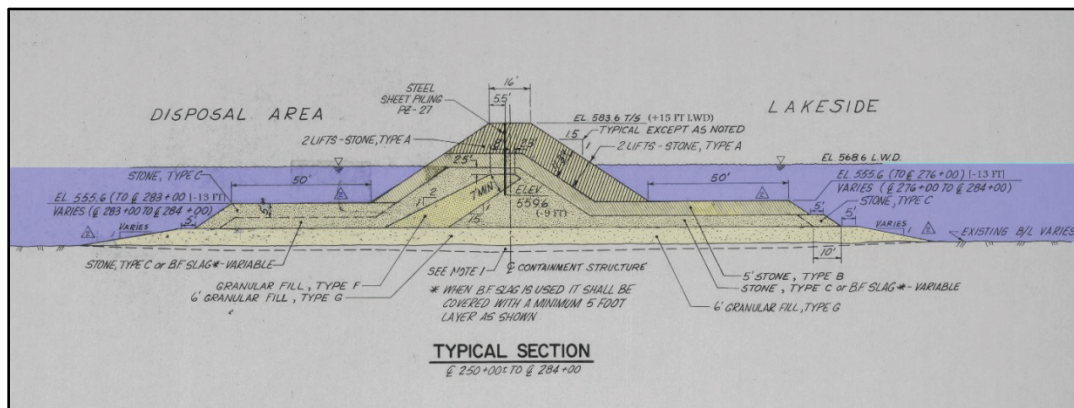 DISPOSAL AREA
LAKESIDE
16'
5.5'
STEEL
SHEET PILING
PZ-27
EL. 583.6 T/S (+15 FT LWD)
1.5
1
TYPICAL EXCEPT AS NOTED
2 LIFTS - STONE, TYPE A
2 LIFTS - STONE, TYPE A
EL. 568.6 L.W.D.
STONE, TYPE C
50'
2.5'
7' MIN.
ELEV.
559.6
(-9 FT)
50'
EL. 555.6 (TO ℄ 283+00 [-13 FT]
VARIES (℄ 283+00 TO ℄ 284+00)
EL. 555.6 (TO ℄ 276+00) [-13 FT]
VARIES (℄ 276+00 TO ℄ 284+00)
STONE, TYPE C
5'
5'
5'
10'
VARIES
VARIES
EXISTING B/L VARIES
STONE, TYPE C OR B.F. SLAG* - VARIABLE
GRANULAR FILL, TYPE F
6' GRANULAR FILL, TYPE G
SEE NOTE 1
℄ CONTAINMENT STRUCTURE
* WHEN B.F. SLAG IS USED IT SHALL BE
COVERED WITH A MINIMUM 5 FOOT
LAYER AS SHOWN
5' STONE, TYPE B
STONE, TYPE C OR B.F. SLAG* - VARIABLE
6' GRANULAR FILL, TYPE G
TYPICAL SECTION
℄ 250+00± TO ℄ 284+00